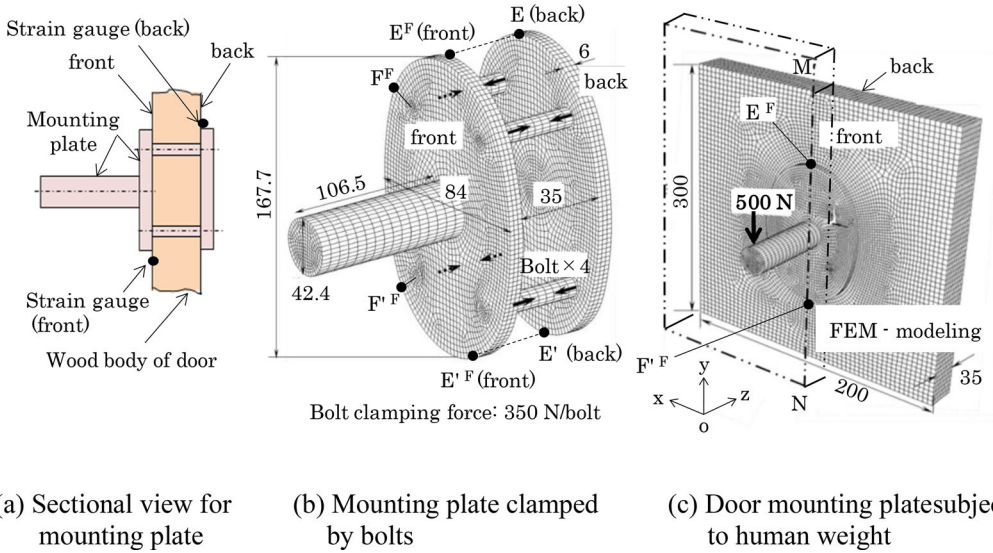 Strain gauge (back)
front
back
Mounting
plate
Strain gauge
(front)
Wood body of door
E (back)
E F (front)
6
F F
back
front
167.7
106.5
84
35
Bolt × 4
42.4
F' F
E' (back)
E' F (front)
Bolt clamping force: 350 N/bolt
M
back
E F
front
300
500 N
FEM - modeling
F' F
y
x
z
o
N
200
35
(a) Sectional view for
mounting plate
(b) Mounting plate clamped
by bolts
(c) Door mounting platesubje
to human weight